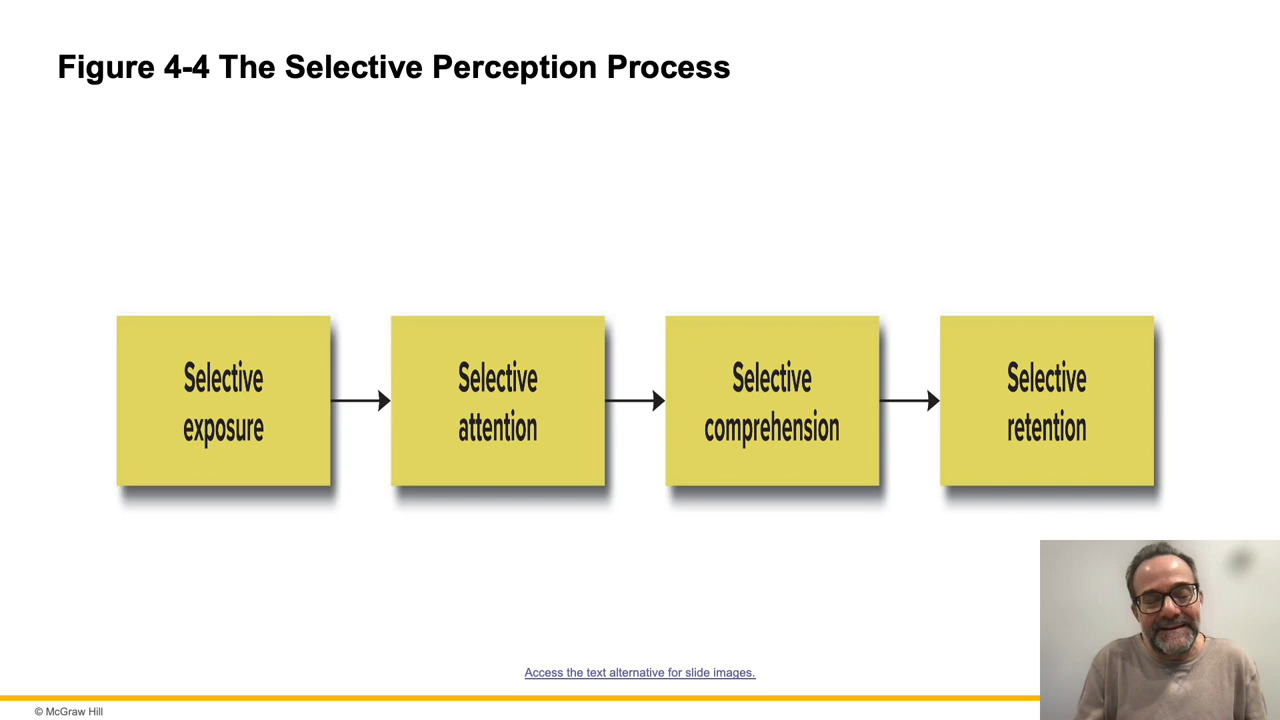 Figure 4-4 The Selective Perception Process
Selective
exposure
Selective
attention
Selective
comprehension
Selective
retention
Access the text alternative for slide images.
© McGraw Hill